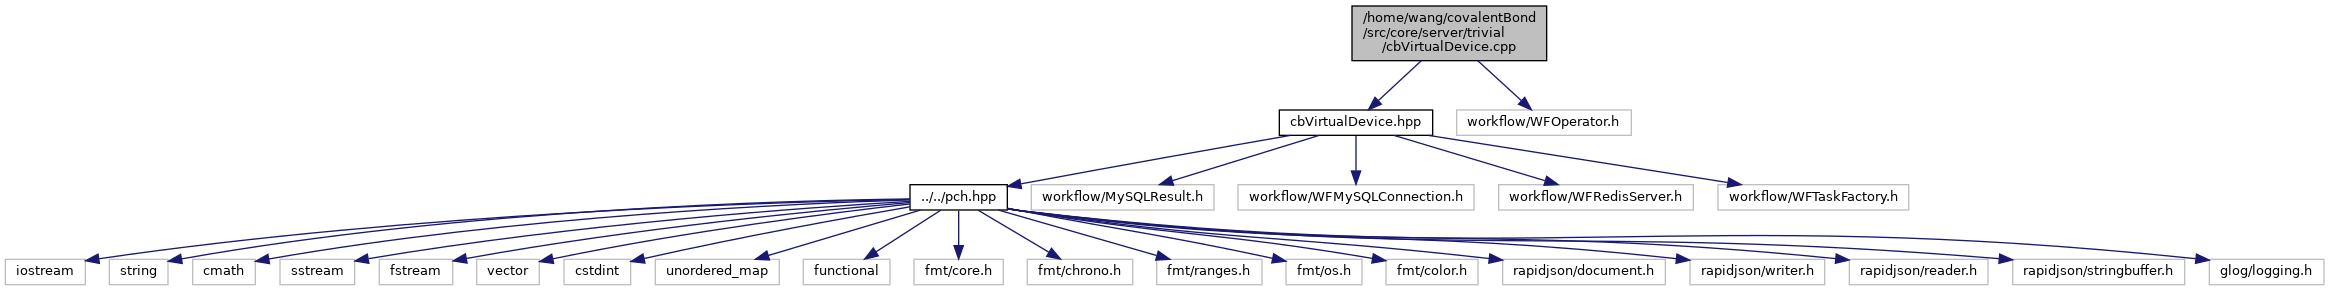 /home/wang/covalentBond
/src/core/server/trivial
/cbVirtualDevice.cpp
cbVirtualDevice.hpp
workflow/WFOperator.h
../../pch.hpp
workflow/MySQLResult.h
workflow/WFMySQLConnection.h
workflow/WFRedisServer.h
workflow/WFTaskFactory.h
iostream
string
cmath
sstream
fstream
vector
cstdint
unordered_map
functional
fmt/core.h
fmt/chrono.h
fmt/ranges.h
fmt/os.h
fmt/color.h
rapidjson/document.h
rapidjson/writer.h
rapidjson/reader.h
rapidjson/stringbuffer.h
glog/logging.h